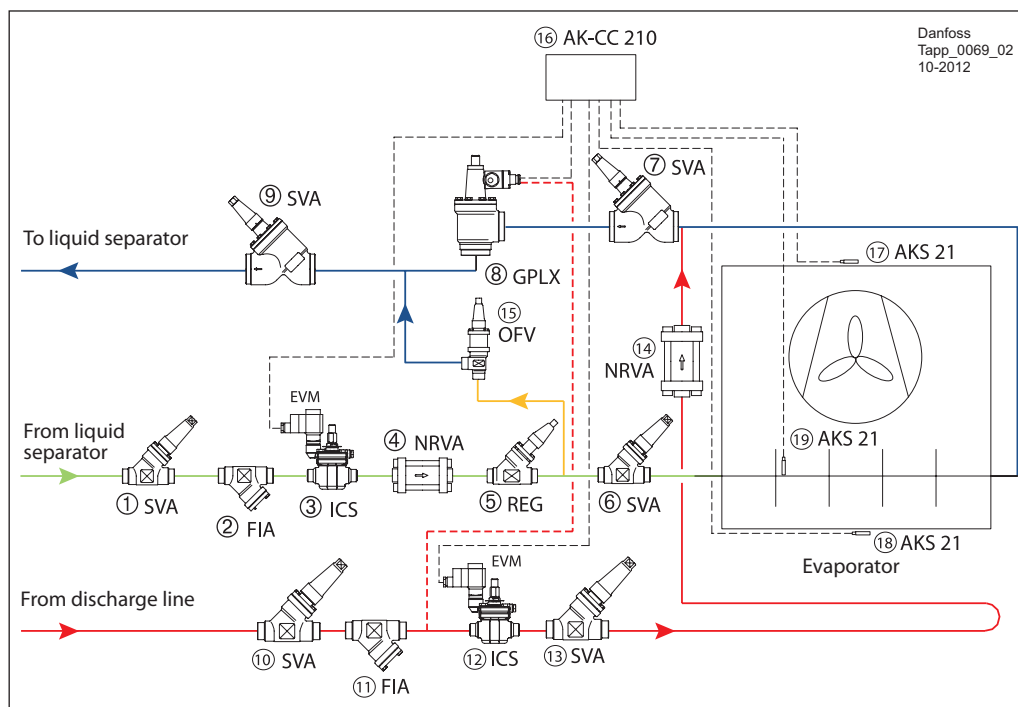 ⑯ AK-CC 210
Danfoss
Tapp_0069_02
10-2012
⑦ SVA
⑨ SVA
To liquid separator
⑧ GPLX
⑰ AKS 21
⑮
OFV
⑭
NRVA
EVM
From liquid
separator
④ NRVA
⑲ AKS 21
① SVA
② FIA
③ ICS
⑤ REG
⑥ SVA
⑱ AKS 21
Evaporator
EVM
From discharge line
⑩ SVA
⑪ FIA
⑫ ICS
⑬ SVA